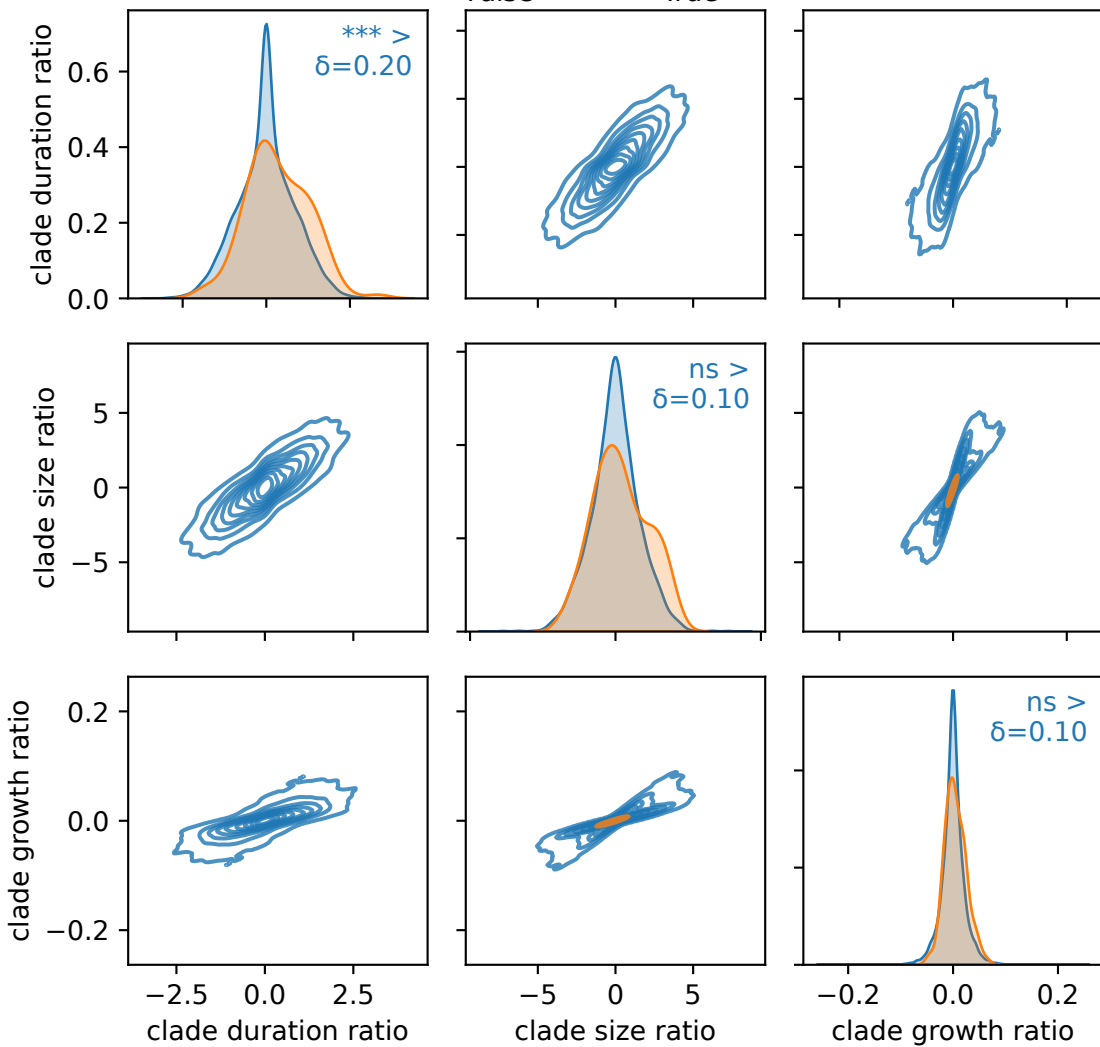 clade duration ratio
0.6
0.4
0.2
0.0
*** >
δ=0.20
clade size ratio
5
0
−5
ns >
δ=0.10
clade growth ratio
0.2
0.0
−0.2
ns >
δ=0.10
−2.5 0.0 2.5
−5 0 5
−0.2 0.0 0.2
clade duration ratio
clade size ratio
clade growth ratio